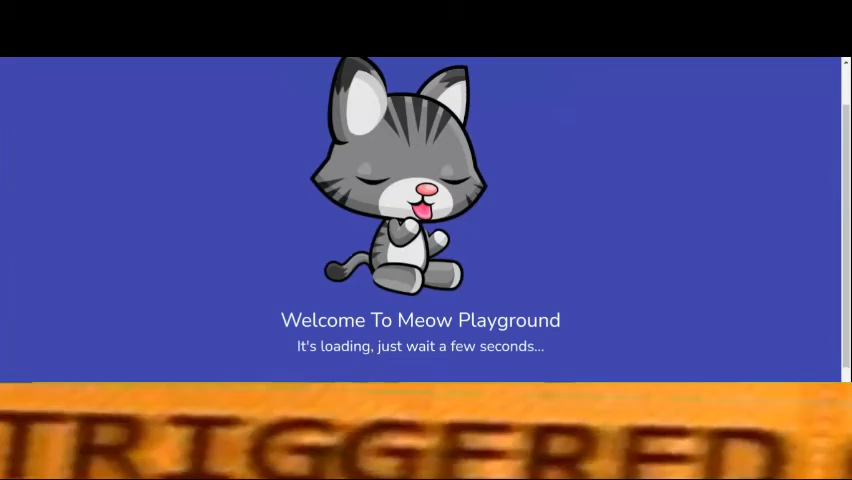 Welcome To Meow Playground
It's loading, just wait a few seconds...
TRIGGERED